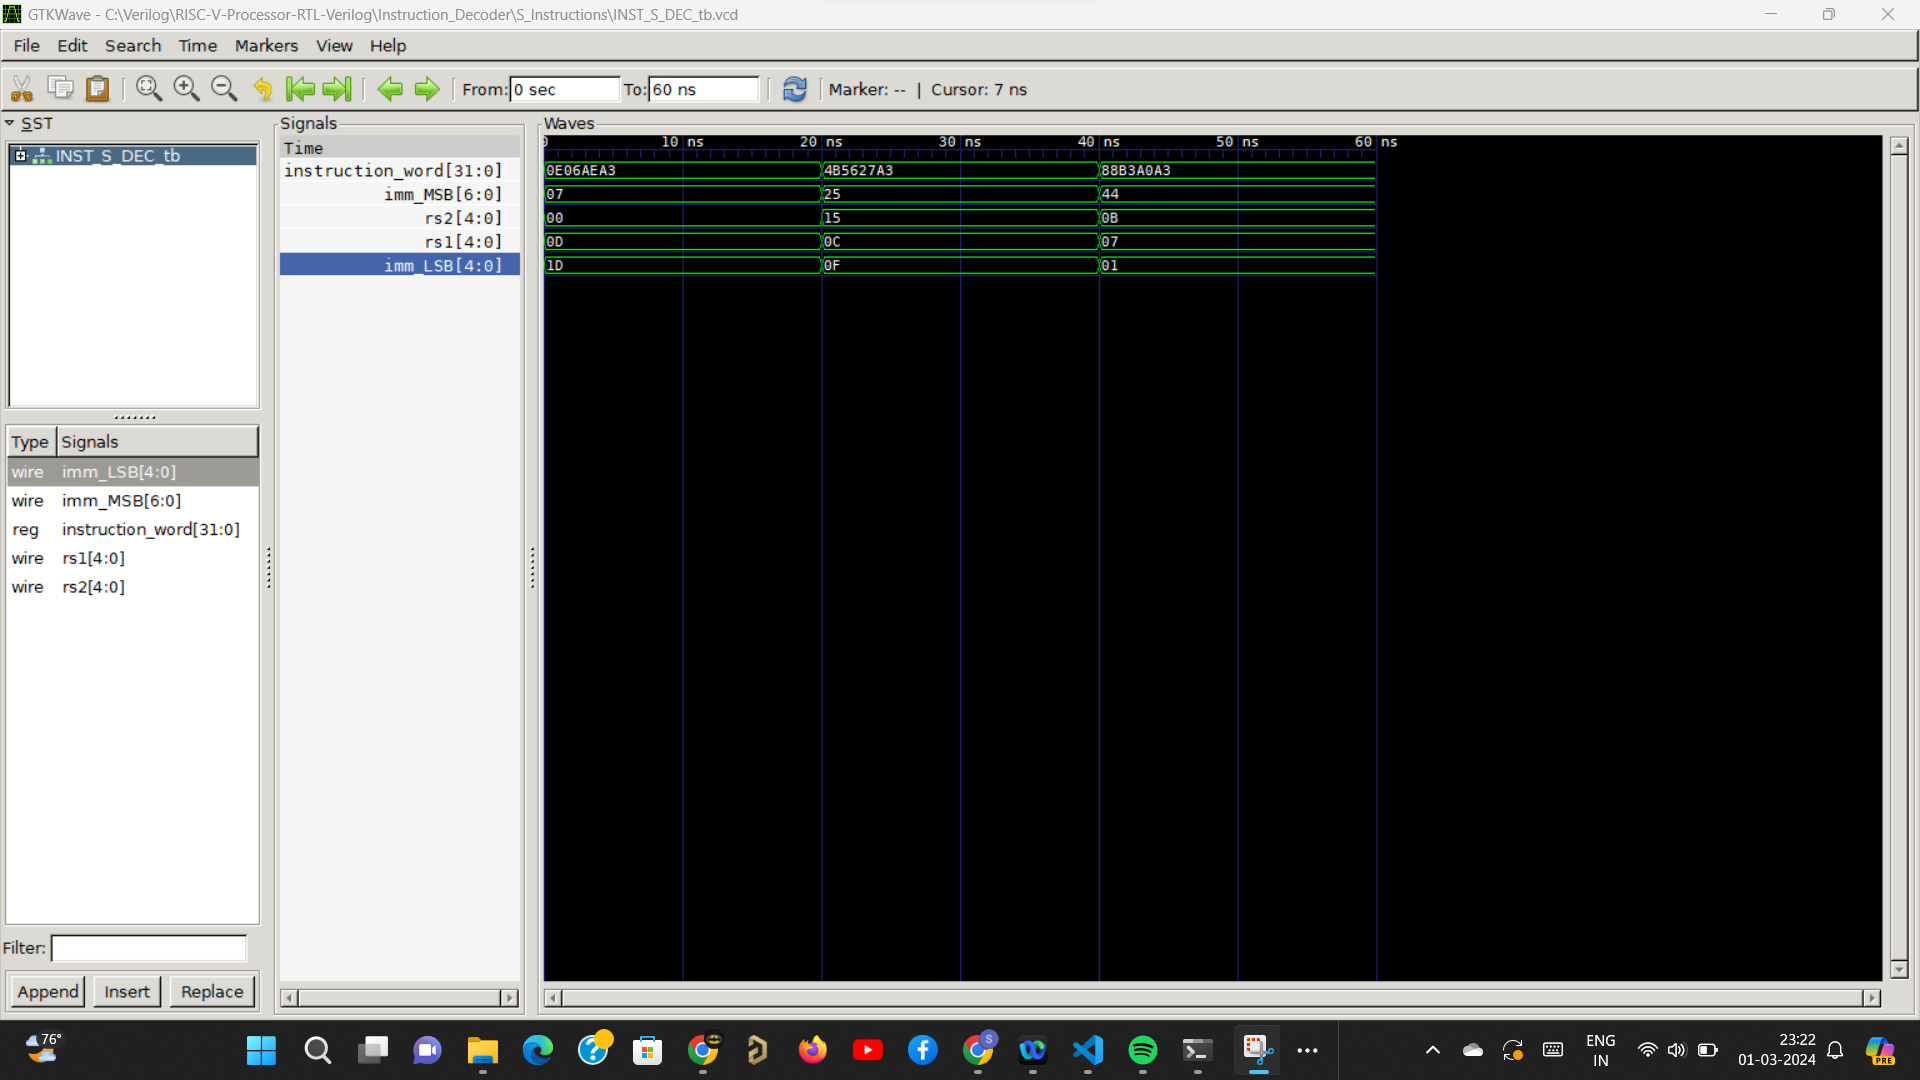 GTKWave - C:\Verilog\RISC-V-Processor-RTL-Verilog\Instruction_Decoder\S_Instructions\INST_S_DEC_tb.vcd
File Edit Search Time Markers View Help
From: 0 sec To: 60 ns Marker: -- | Cursor: 7 ns
SST
INST_S_DEC_tb
Type Signals
wire imm_LSB[4:0]
wire imm_MSB[6:0]
reg instruction_word[31:0]
wire rs1[4:0]
wire rs2[4:0]
Filter:
Append Insert Replace
Signals
Time
instruction_word[31:0]
imm_MSB[6:0]
rs2[4:0]
rs1[4:0]
imm_LSB[4:0]
Waves
0 10 ns 20 ns 30 ns 40 ns 50 ns 60 ns
0E06AEA3 4B5627A3 88B3A0A3
07 25 44
00 15 0B
0D 0C 07
1D 0F 01
76°
S
ENG
IN
23:22
01-03-2024
PRE